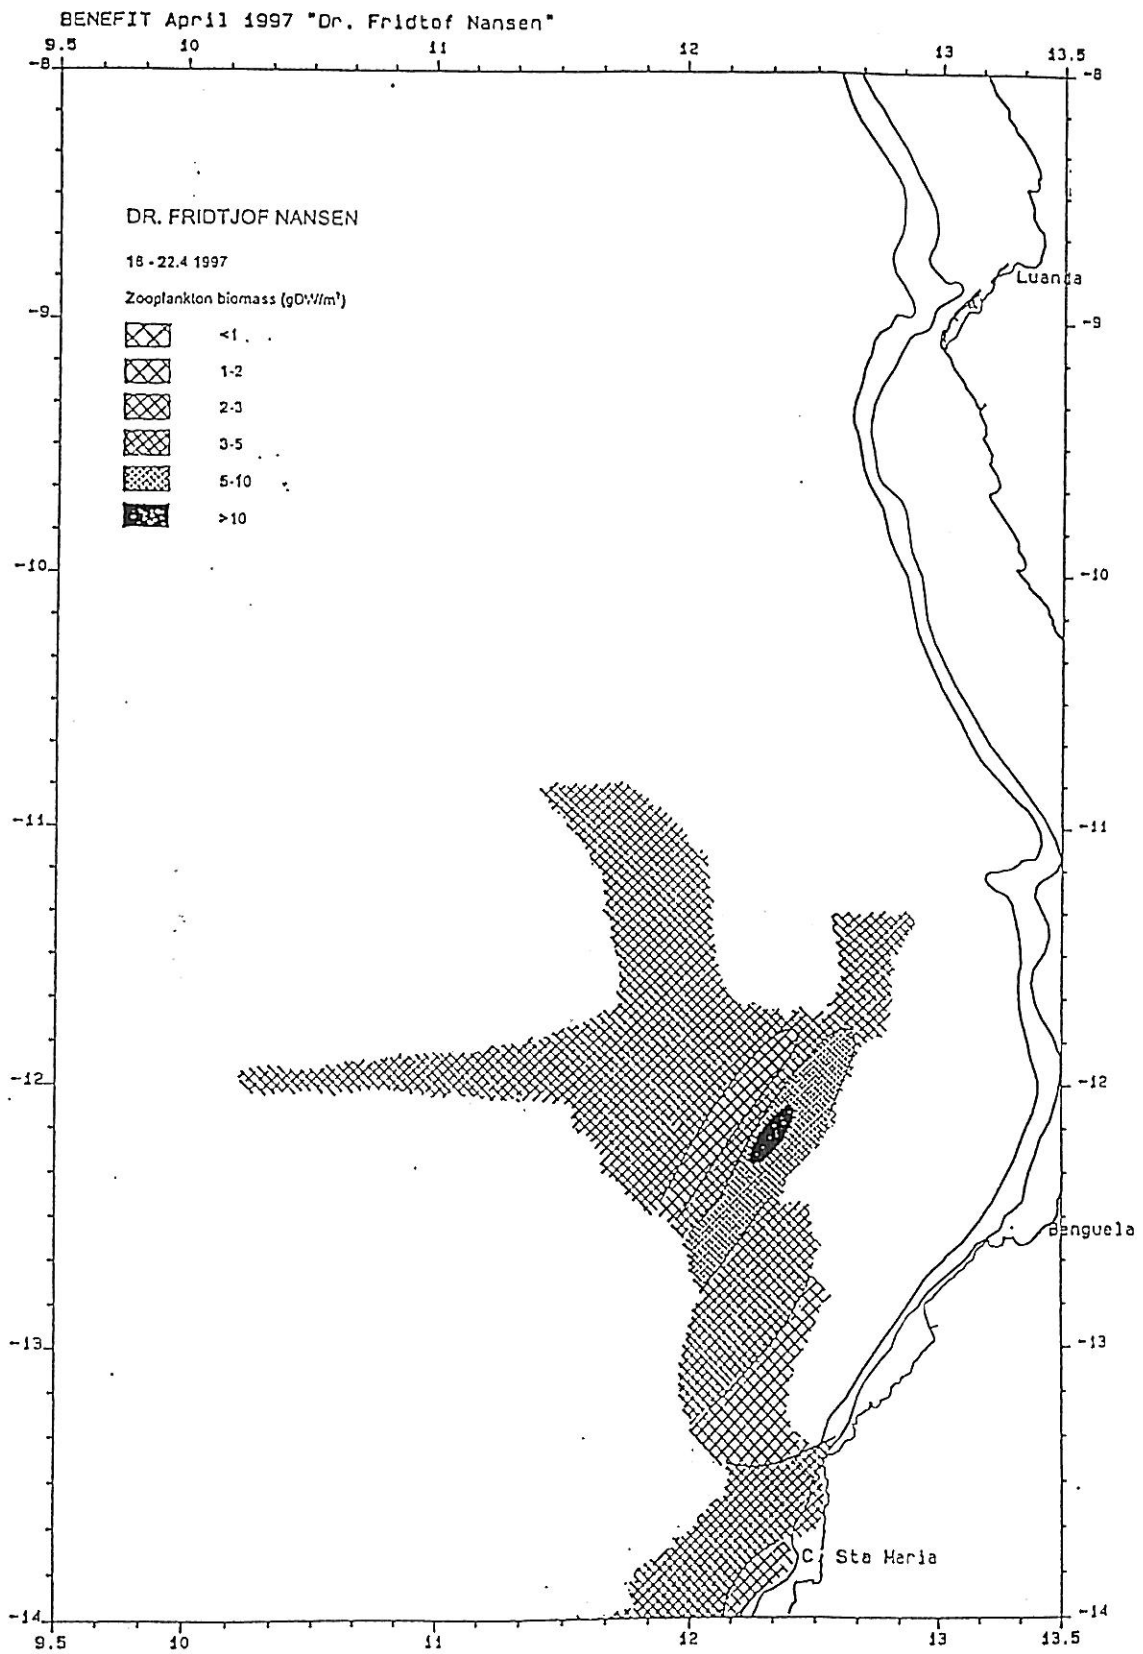 BENEFIT April 1997 "Dr. Fridtof Nansen"
9.5 10 11 12 13 13.5
-8 -8
DR. FRIDTJOF NANSEN
16 - 22.4 1997
Zooplankton biomass (gDW/m³)
<1
1-2
2-3
3-5
5-10
>10
Luanda
-9 -9
-10 -10
-11 -11
-12 -12
Benguela
-13 -13
C. Sta Maria
-14 -14
9.5 10 11 12 13 13.5